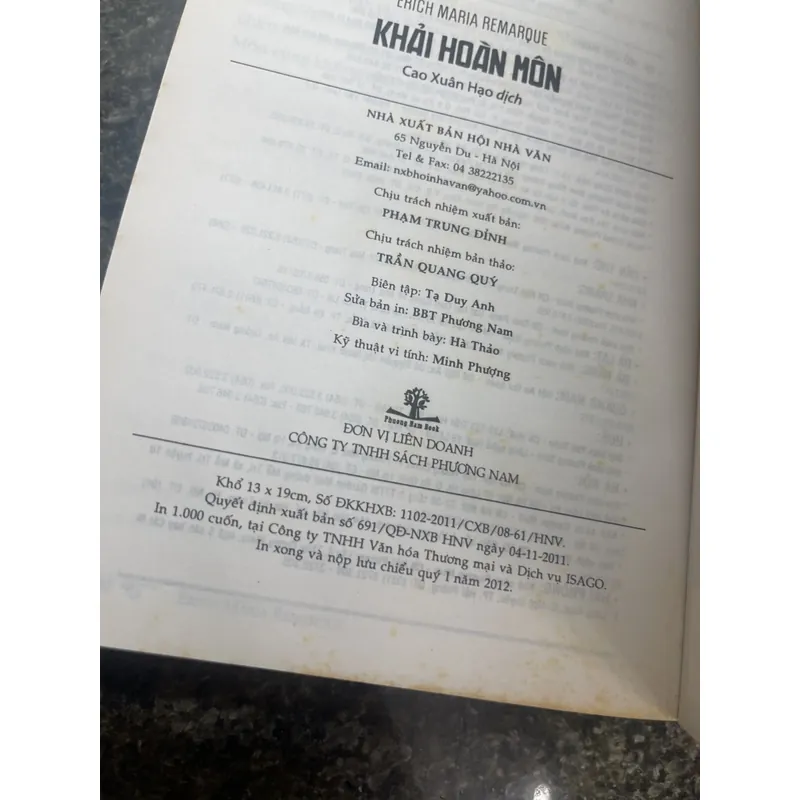 ERICH MARIA REMARQUE
KHẢI HOÀN MÔN
Cao Xuân Hạo dịch
NHÀ XUẤT BẢN HỘI NHÀ VĂN
65 Nguyễn Du - Hà Nội
Tel & Fax: 04 38222135
Email: nxbhoinhavan@yahoo.com.vn
Chịu trách nhiệm xuất bản:
PHẠM TRUNG ĐỈNH
Chịu trách nhiệm bản thảo:
TRẦN QUANG QUÝ
Biên tập: Tạ Duy Anh
Sửa bản in: BBT Phương Nam
Bìa và trình bày: Hà Thảo
Kỹ thuật vi tính: Minh Phượng
Phuong Nam Book
ĐƠN VỊ LIÊN DOANH
CÔNG TY TNHH SÁCH PHƯƠNG NAM
Khổ 13 x 19cm, Số ĐKKHXB: 1102-2011/CXB/08-61/HNV.
Quyết định xuất bản số 691/QĐ-NXB HNV ngày 04-11-2011.
In 1.000 cuốn, tại Công ty TNHH Văn hóa Thương mại và Dịch vụ ISAGO.
In xong và nộp lưu chiểu quý I năm 2012.